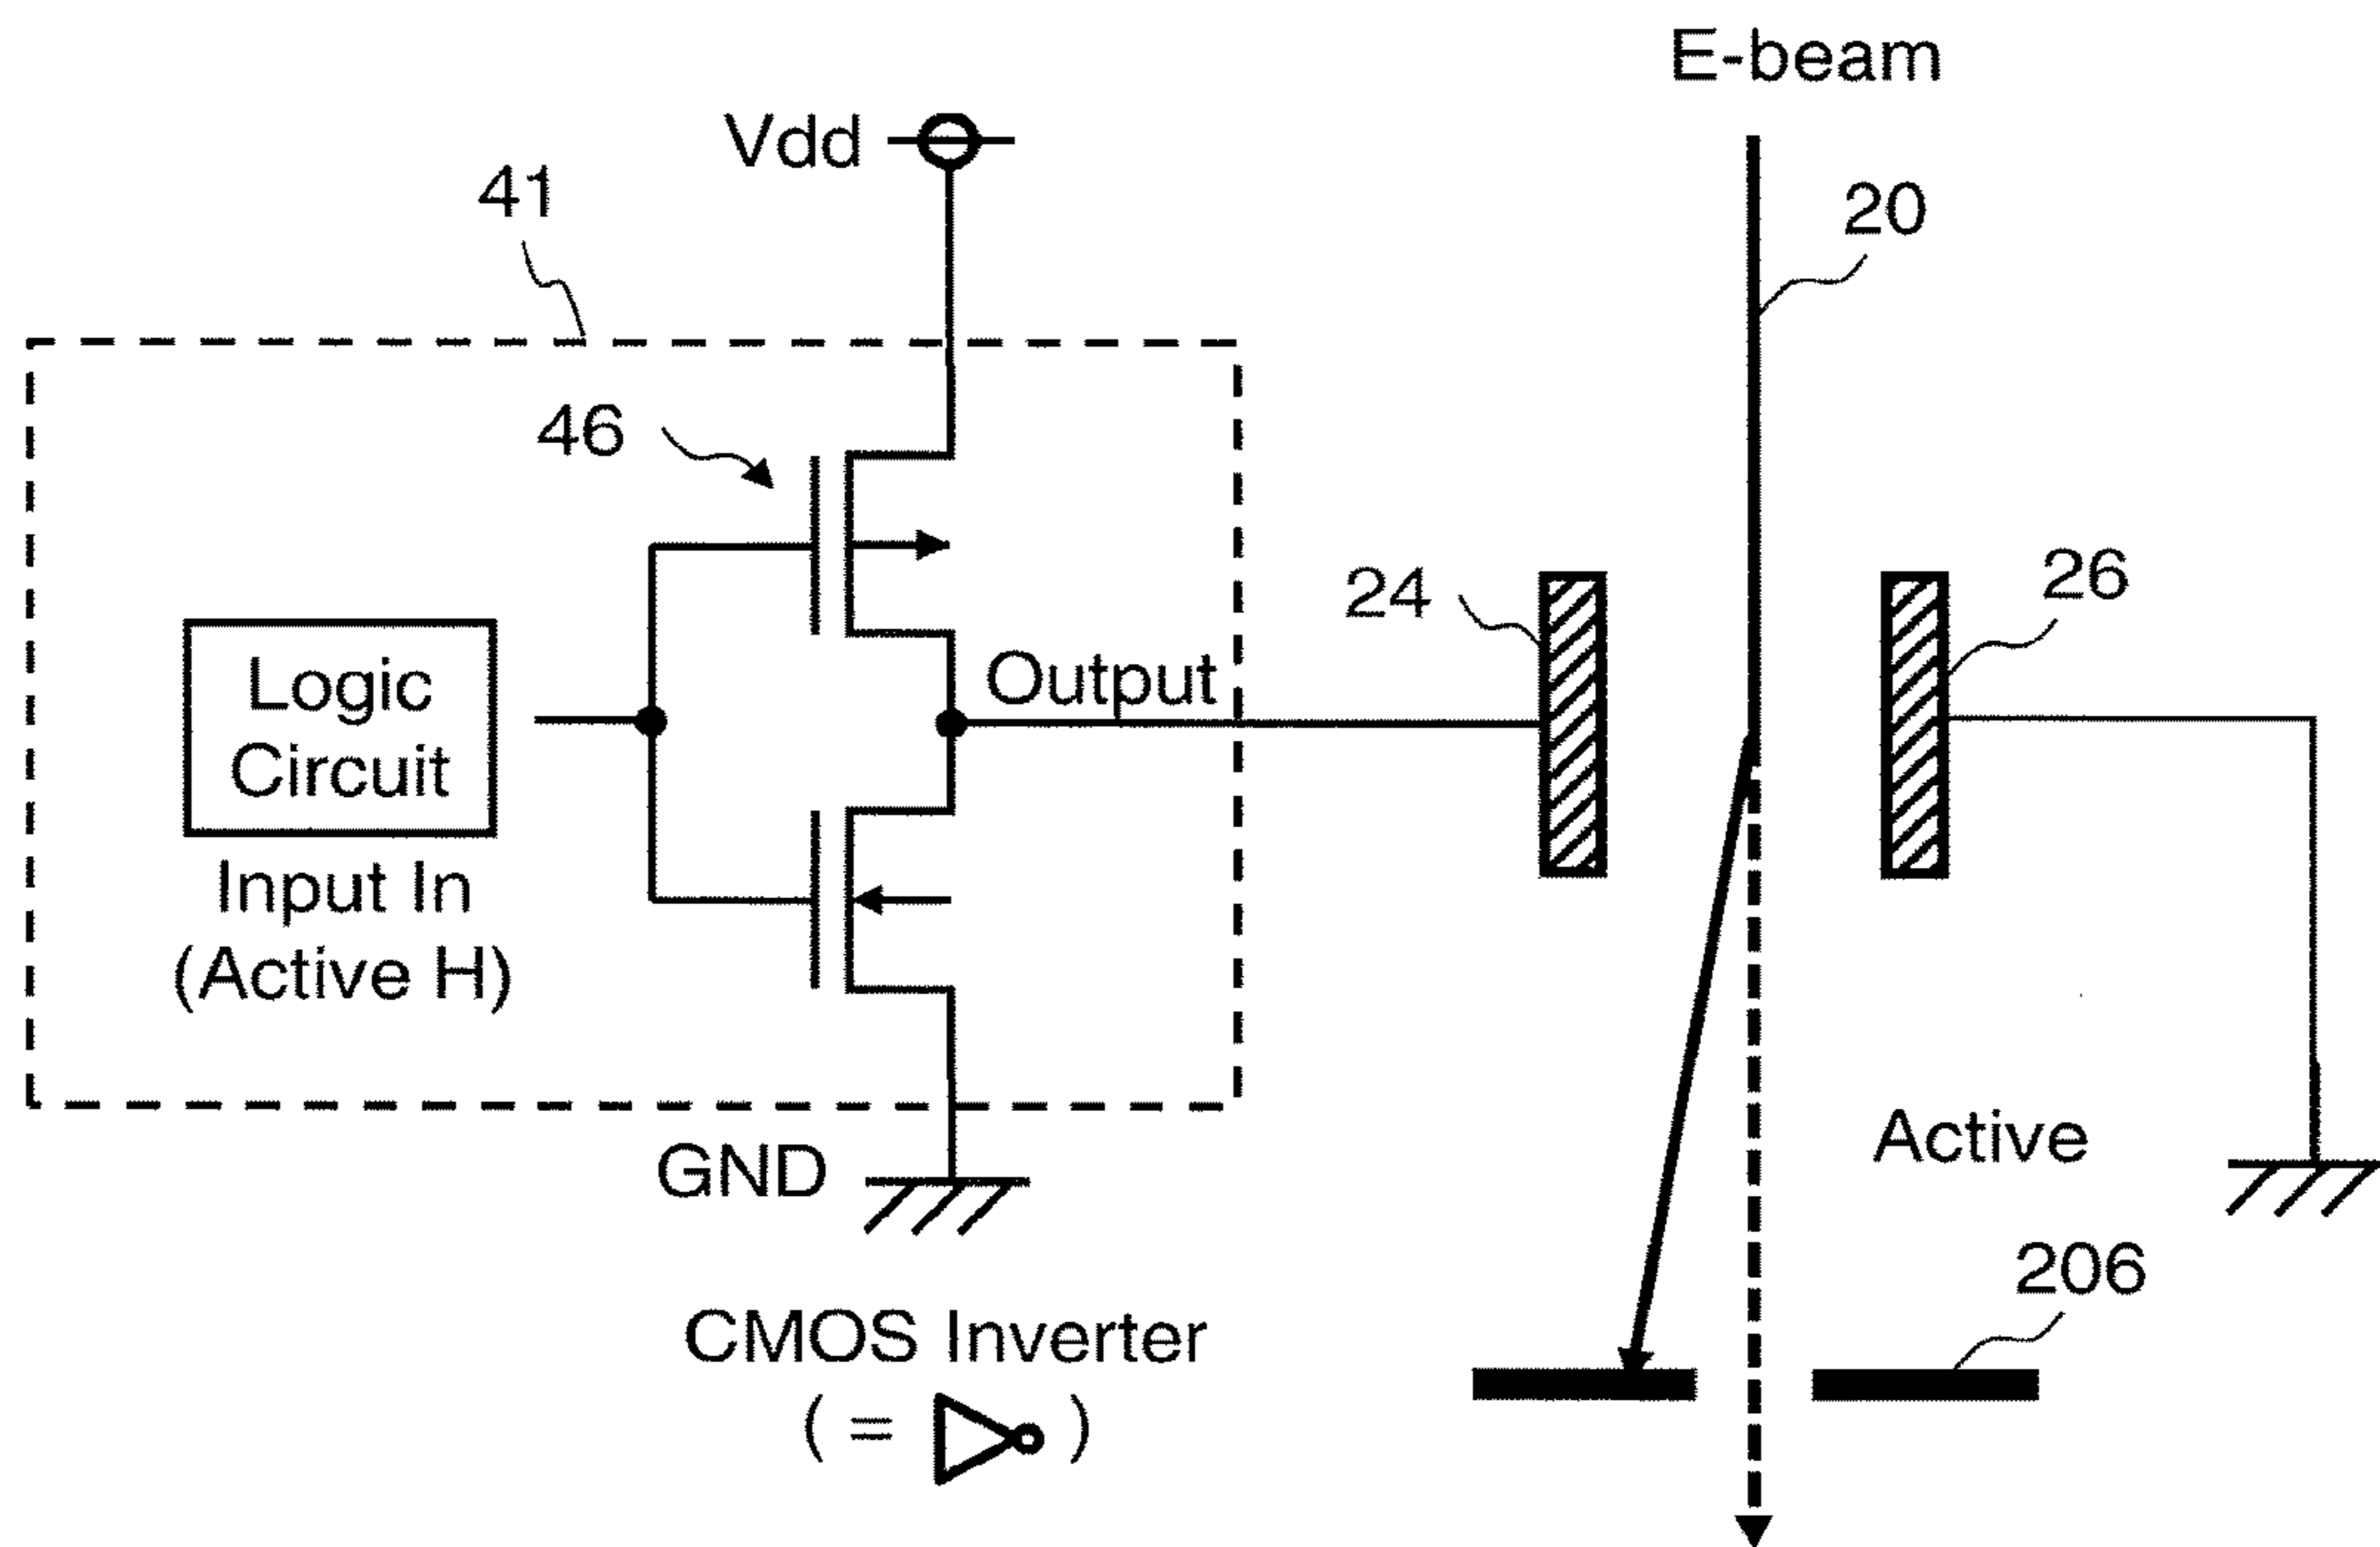 E-beam
Vdd
41
20
46
24
26
Output
Logic
Circuit
Input In
(Active H)
Active
GND
206
CMOS Inverter
( = )